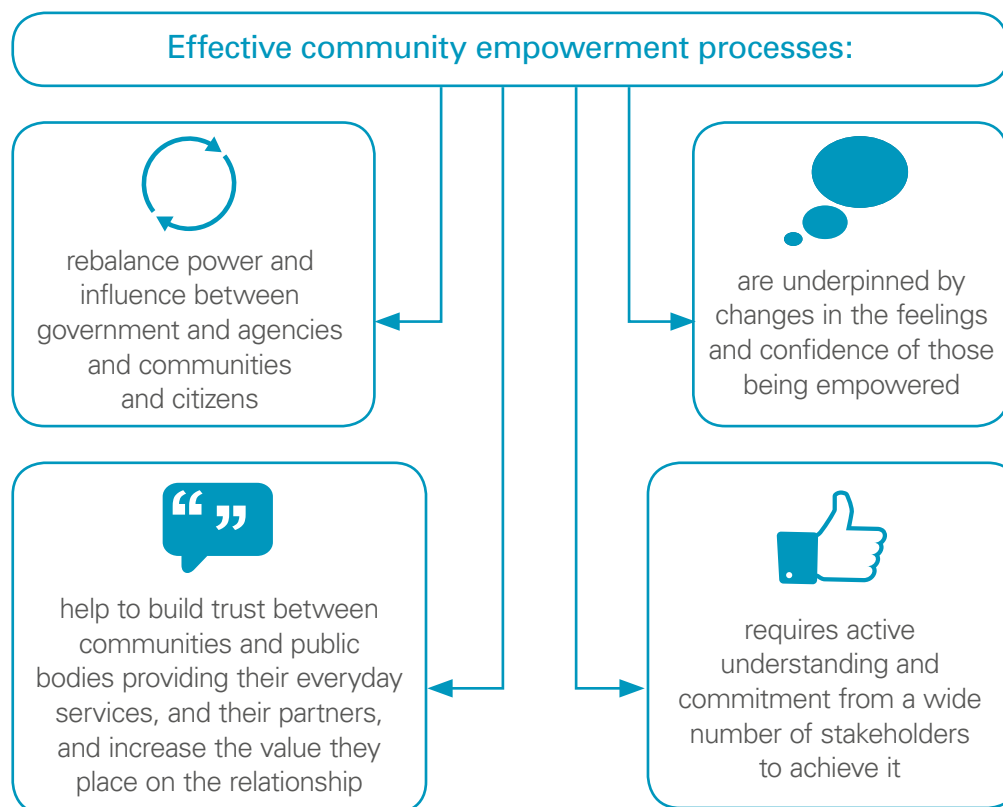 Effective community empowerment processes:
rebalance power and
influence between
government and agencies
and communities
and citizens
are underpinned by
changes in the feelings
and confidence of those
being empowered
help to build trust between
communities and public
bodies providing their everyday
services, and their partners,
and increase the value they
place on the relationship
requires active
understanding and
commitment from a wide
number of stakeholders
to achieve it